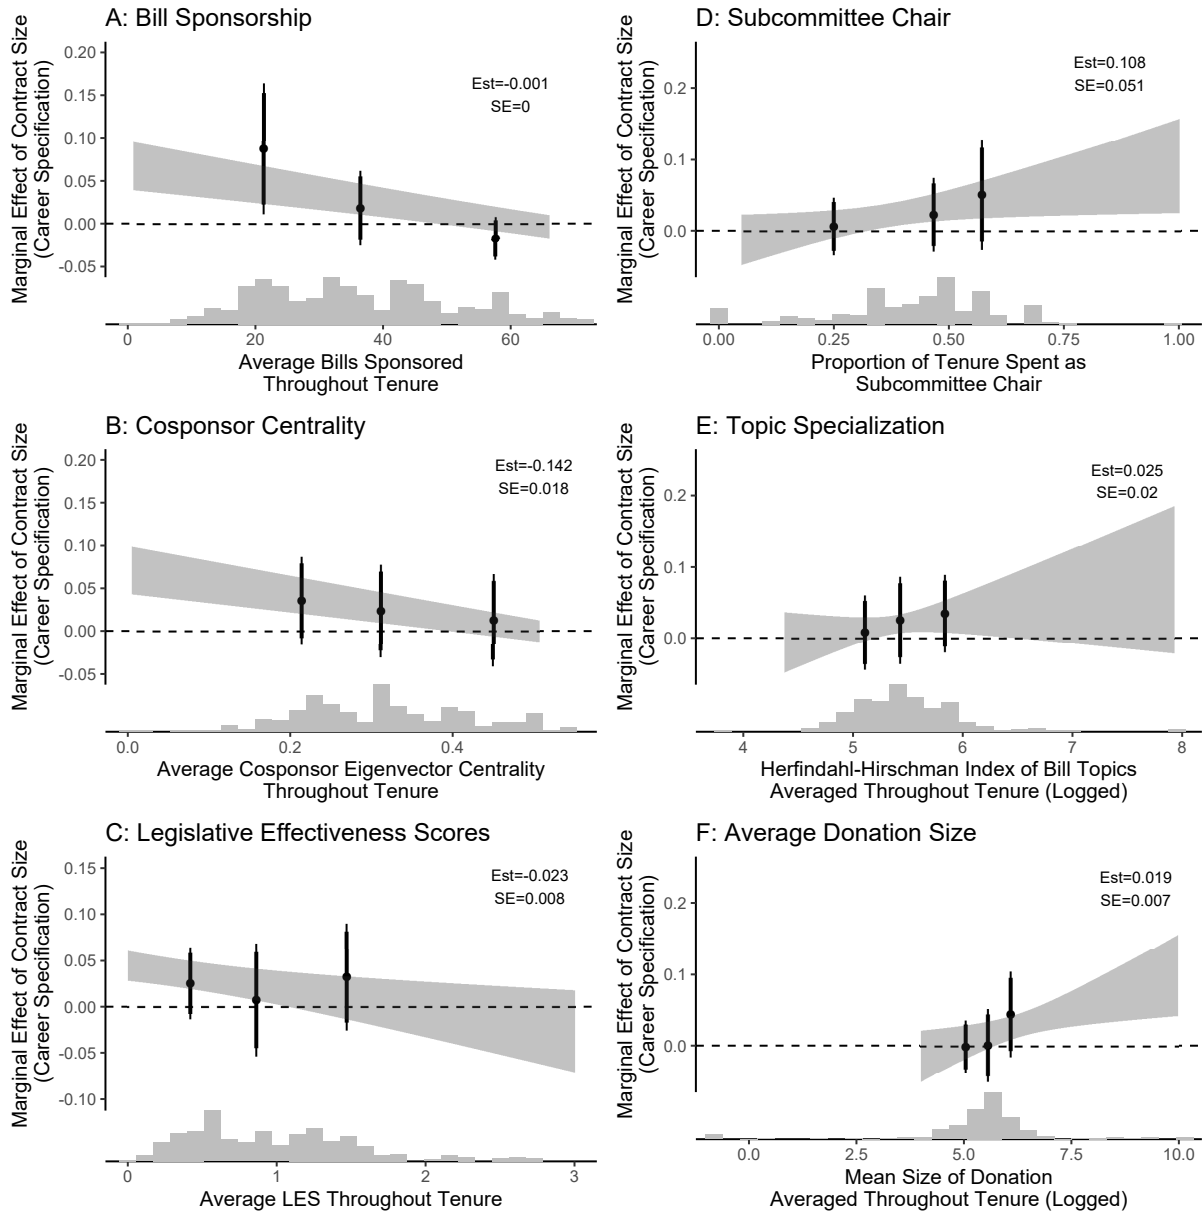 A: Bill Sponsorship
Marginal Effect of Contract Size
(Career Specification)
0.20
0.15
0.10
0.05
0.00
-0.05
Est=-0.001
SE=0
0
20
40
60
Average Bills Sponsored
Throughout Tenure
D: Subcommittee Chair
Marginal Effect of Contract Size
(Career Specification)
0.2
0.1
0.0
Est=0.108
SE=0.051
0.00
0.25
0.50
0.75
1.00
Proportion of Tenure Spent as
Subcommittee Chair
B: Cosponsor Centrality
Marginal Effect of Contract Size
(Career Specification)
0.20
0.15
0.10
0.05
0.00
-0.05
Est=-0.142
SE=0.018
0.0
0.2
0.4
Average Cosponsor Eigenvector Centrality
Throughout Tenure
E: Topic Specialization
Marginal Effect of Contract Size
(Career Specification)
0.2
0.1
0.0
Est=0.025
SE=0.02
4
5
6
7
8
Herfindahl-Hirschman Index of Bill Topics
Averaged Throughout Tenure (Logged)
C: Legislative Effectiveness Scores
Marginal Effect of Contract Size
(Career Specification)
0.15
0.10
0.05
0.00
-0.05
-0.10
Est=-0.023
SE=0.008
0
1
2
3
Average LES Throughout Tenure
F: Average Donation Size
Marginal Effect of Contract Size
(Career Specification)
0.2
0.1
0.0
Est=0.019
SE=0.007
0.0
2.5
5.0
7.5
10.0
Mean Size of Donation
Averaged Throughout Tenure (Logged)